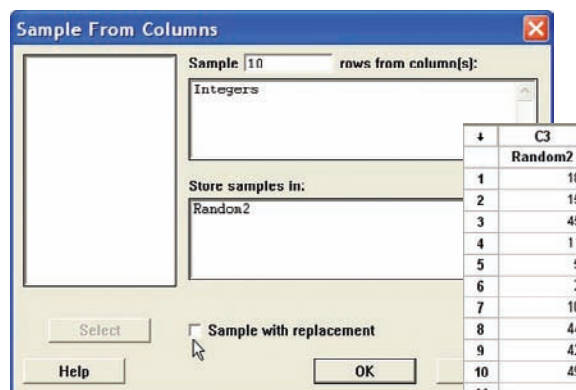 Sample From Columns
Sample 10 rows from column(s):
Integers
Store samples in:
Random2
Select
Sample with replacement
Help
OK
C3
Random2
1
2
3
4
5
6
7
8
9
10